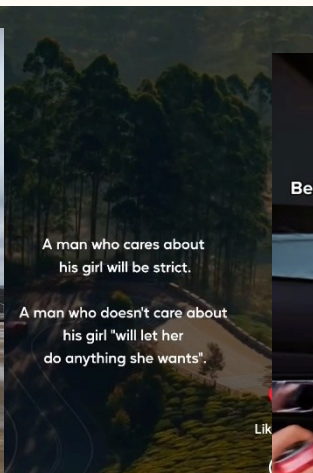 A man who cares about
his girl will be strict.
A man who doesn't care about
his girl "will let her
do anything she wants".
Be
Lik